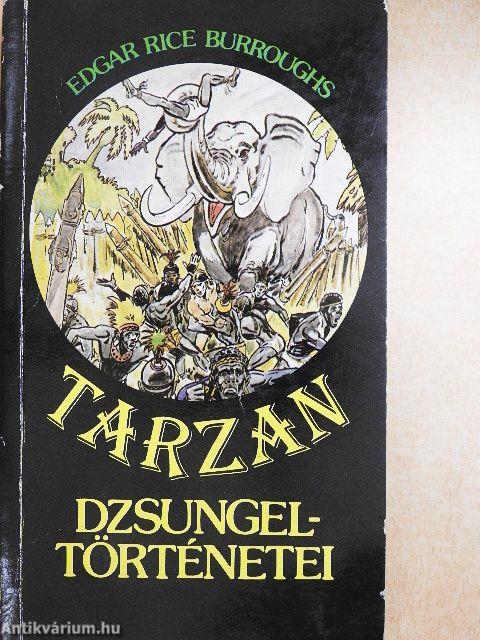 EDGAR RICE BURROUGHS
TARZAN
DZSUNGEL-
TÖRTÉNETEI
Antikvárium.hu